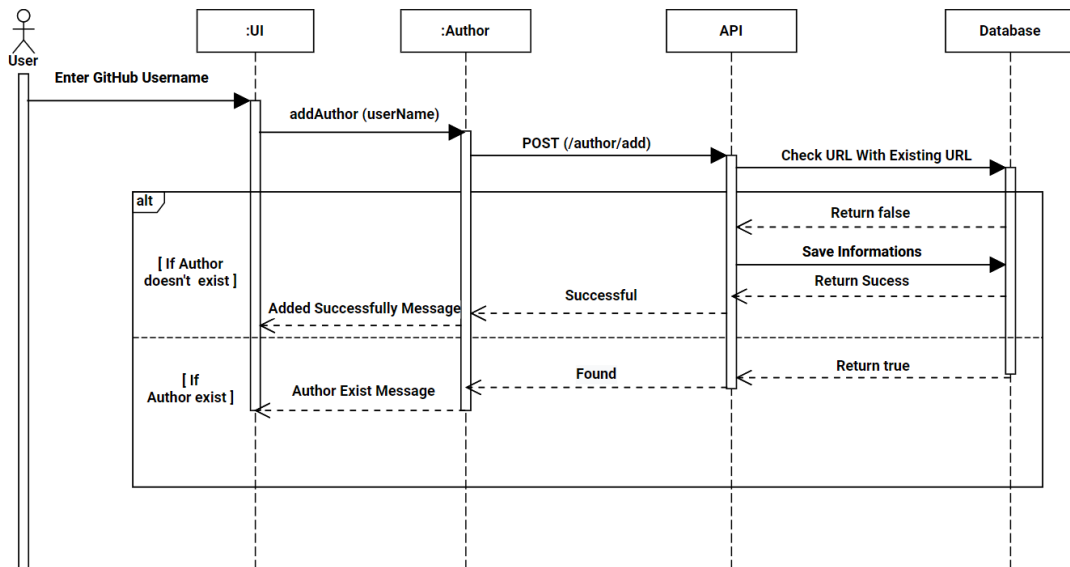 :UI
:Author
API
Database
User
Enter GitHub Username
addAuthor (userName)
POST (/author/add)
Check URL With Existing URL
alt
Return false
[ If Author
doesn't exist ]
Save Informations
Return Sucess
Successful
Added Successfully Message
Return true
[ If
Author exist ]
Found
Author Exist Message